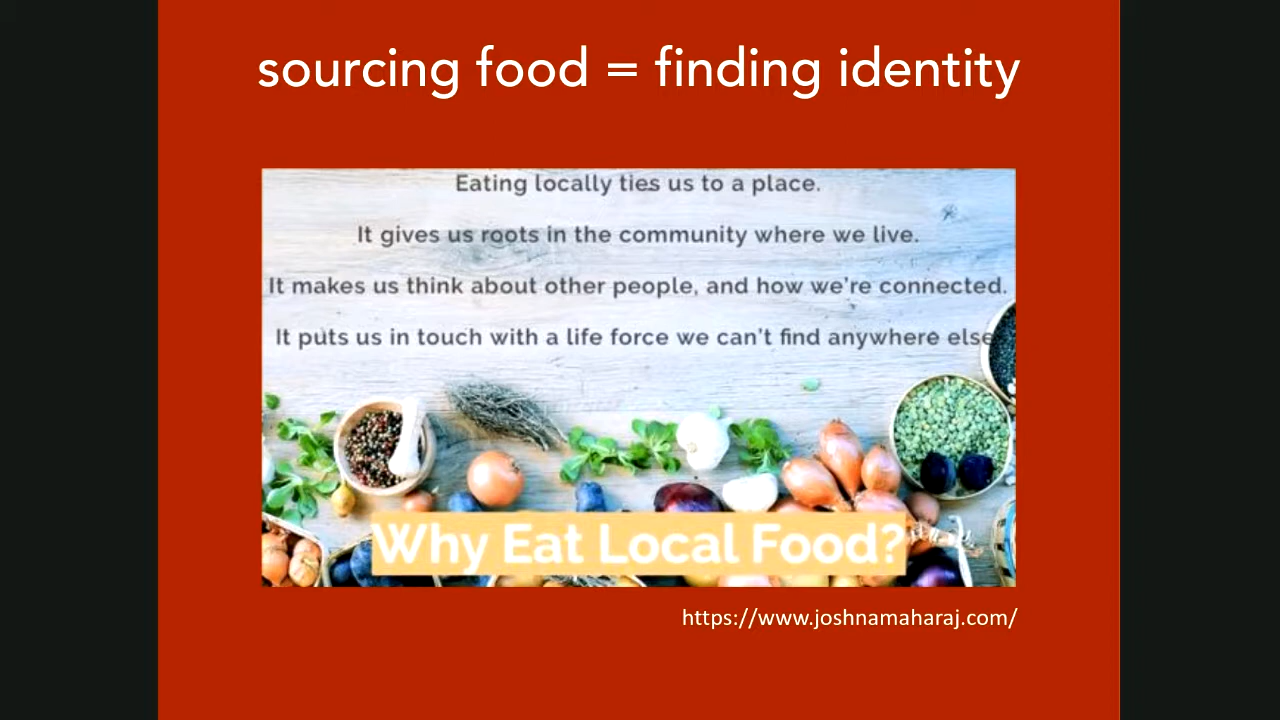 sourcing food = finding identity
Eating locally ties us to a place.
It gives us roots in the community where we live.
It makes us think about other people, and how we're connected.
It puts us in touch with a life force we can't find anywhere else
Why Eat Local Food?
https://www.joshnamaharaj.com/